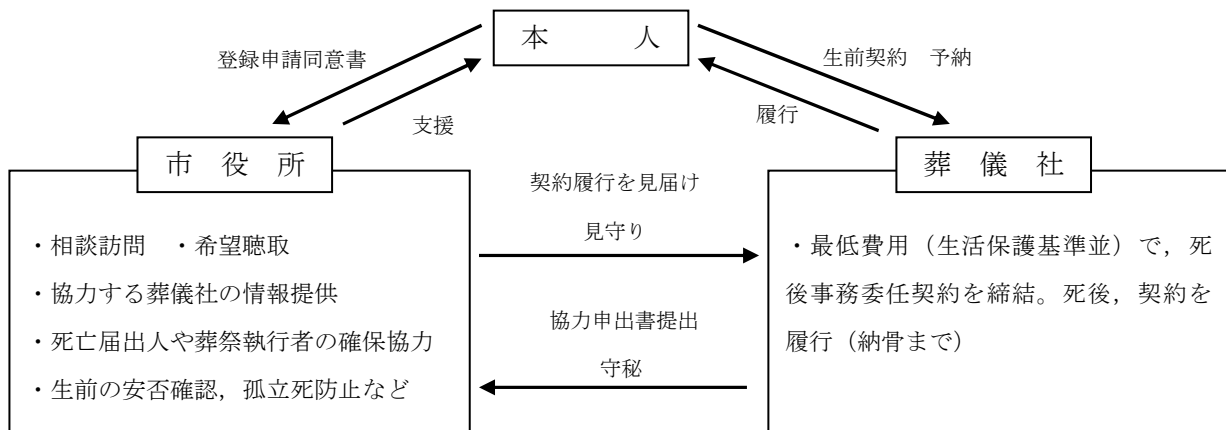 本　　　人
登録申請同意書
生前契約　予納
支援
履行
市　役　所
葬　儀　社
契約履行を見届け
見守り
・相談訪問　・希望聴取
・協力する葬儀社の情報提供
・死亡届出人や葬祭執行者の確保協力
・生前の安否確認，孤立死防止など
協力申出書提出
守秘
・最低費用（生活保護基準並）で，死
後事務委任契約を締結。死後，契約を
履行（納骨まで）